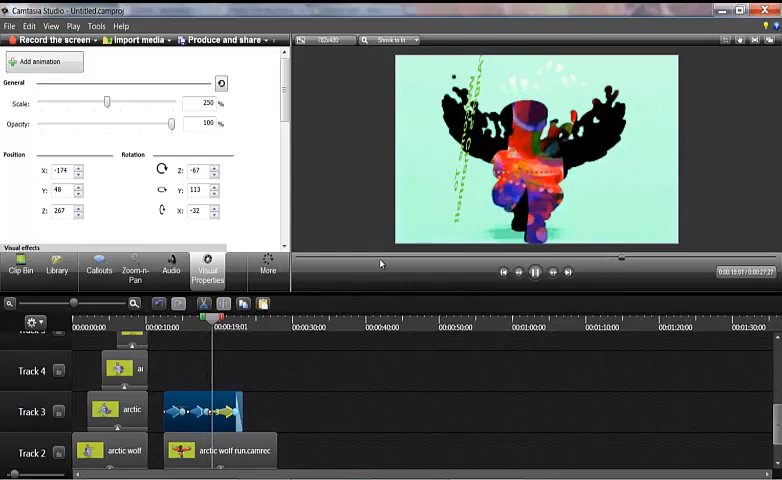 Camtasia Studio - Untitled.camproj
File Edit View Play Tools Help
Record the screen Import media Produce and share
702x480 Shrink to fit
Add animation
General
Scale: 250 %
Opacity: 100 %
Position Rotation
X: -174 Z: -67
Y: 48 Y: 113
Z: 267 X: -32
Visual effects
Clip Bin Library Callouts Zoom-n-Pan Audio Visual Properties More
0:00:19;01 / 0:00:27;27
00:00:00;00 00:00:10;00 0:00:19;01 00:00:30;00 00:00:40;00 00:00:50;00 00:01:00;00 00:01:10;00 00:01:20;00 00:01:30;00
Track 4
Track 3 arctic
Track 2 arctic wolf arctic wolf run.camrec